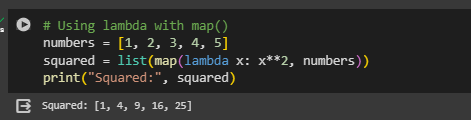 # Using lambda with map()
numbers = [1, 2, 3, 4, 5]
squared = list(map(lambda x: x**2, numbers))
print("Squared:", squared)
Squared: [1, 4, 9, 16, 25]